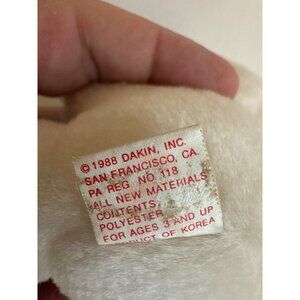 © 1988 DAKIN, INC.
SAN FRANCISCO, CA.
PA REG. NO. 118
ALL NEW MATERIALS
CONTENTS:
POLYESTER
FOR AGES 3 AND UP
PRODUCT OF KOREA